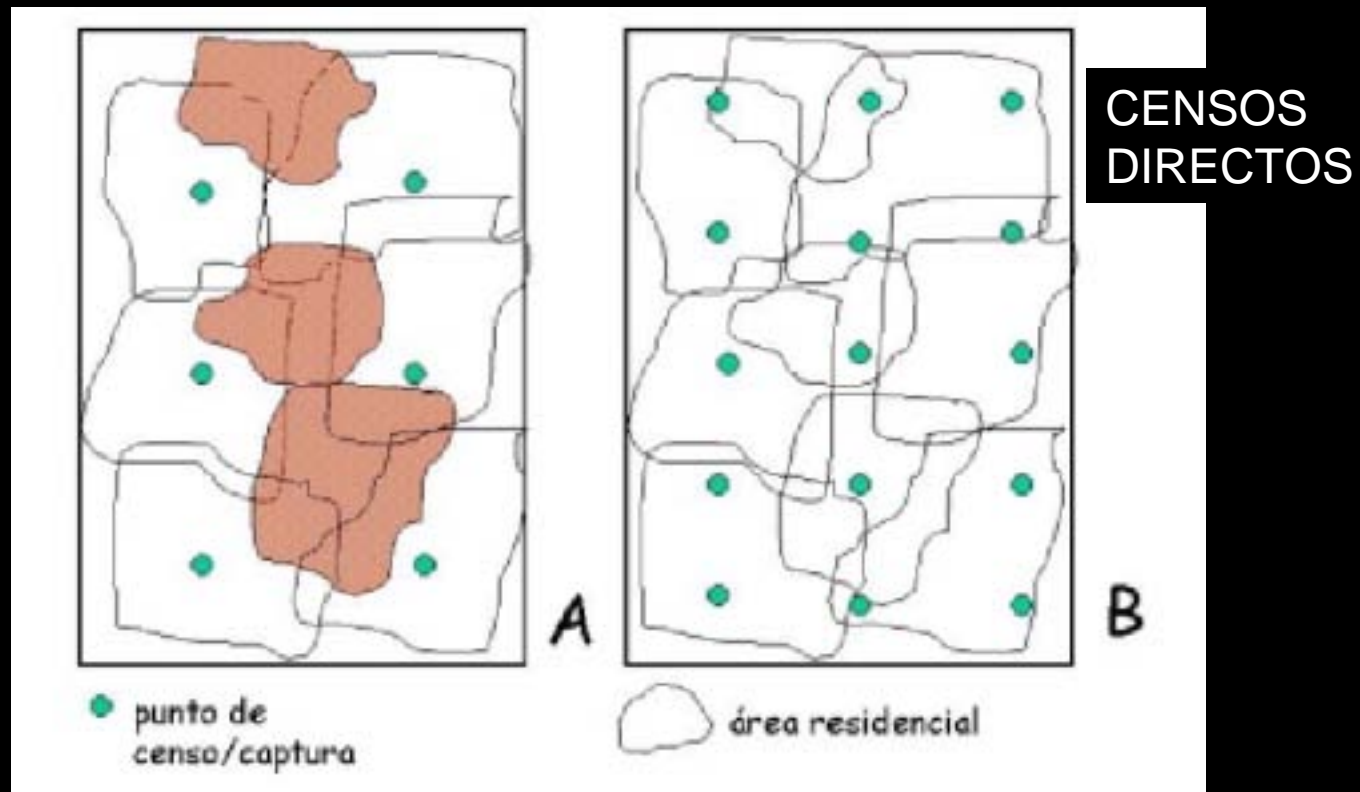 CENSOS
DIRECTOS
A
B
punto de
censo/captura
área residencial